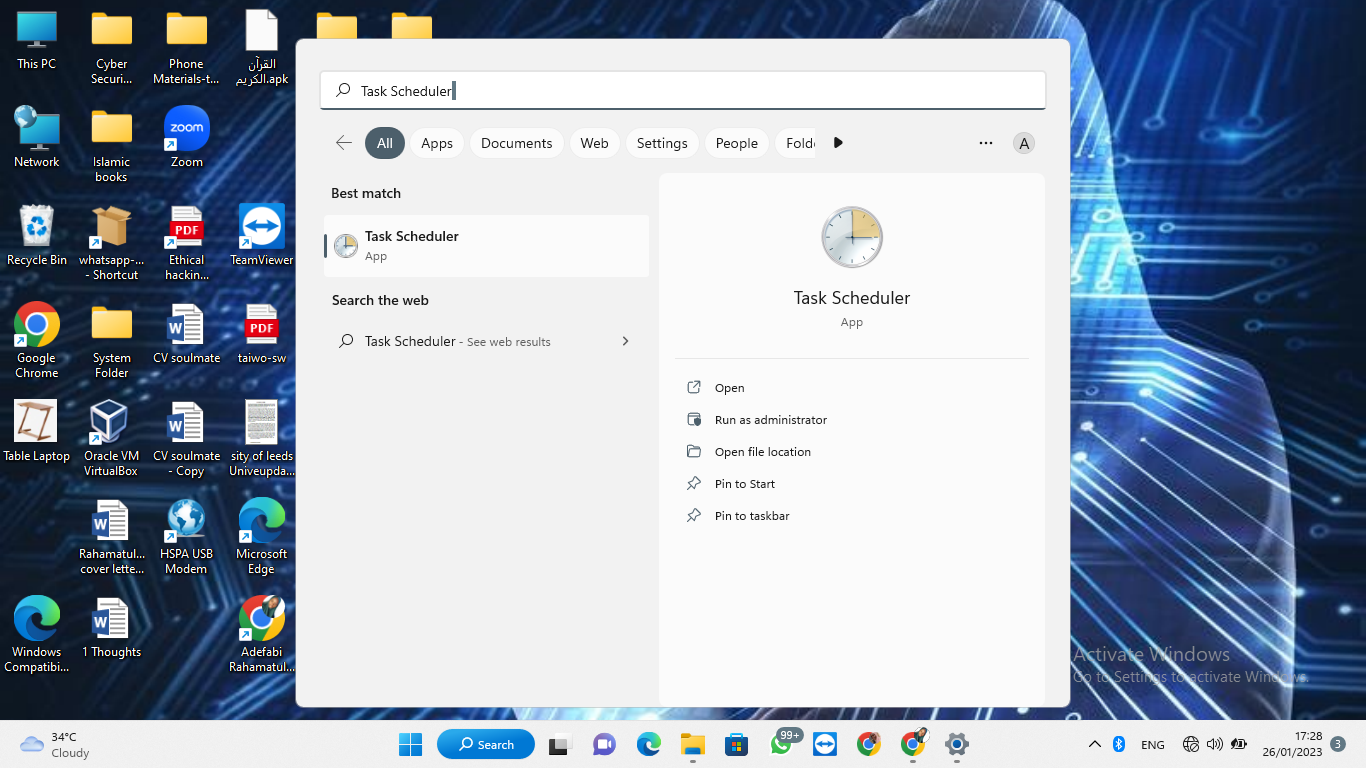 This PC
Cyber
Securi...
Phone
Materials-t...
القرآن
الكريم.apk
Network
Islamic
books
zoom
Zoom
Recycle Bin
whatsapp-...
- Shortcut
PDF
Ethical
hackin...
TeamViewer
Google
Chrome
System
Folder
CV soulmate
PDF
taiwo-sw
Table Laptop
Oracle VM
VirtualBox
CV soulmate
- Copy
sity of leeds
Univeupda...
Rahamatul...
cover lette...
HSPA USB
Modem
Microsoft
Edge
Windows
Compatibi...
1 Thoughts
Adefabi
Rahamatul...
Task Scheduler
All
Apps
Documents
Web
Settings
People
Folde
A
Best match
Task Scheduler
App
Search the web
Task Scheduler - See web results
Task Scheduler
App
Open
Run as administrator
Open file location
Pin to Start
Pin to taskbar
Activate Windows
Go to Settings to activate Windows.
34°C
Cloudy
Search
99+
ENG
17:28
26/01/2023
3